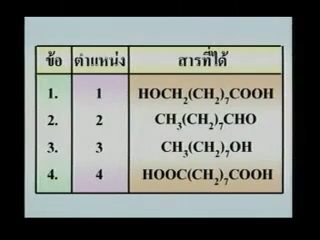 ข้อ ตำแหน่ง สารที่ได้
1. 1 HOCH₂(CH₂)₇COOH
2. 2 CH₃(CH₂)₇CHO
3. 3 CH₃(CH₂)₇OH
4. 4 HOOC(CH₂)₇COOH